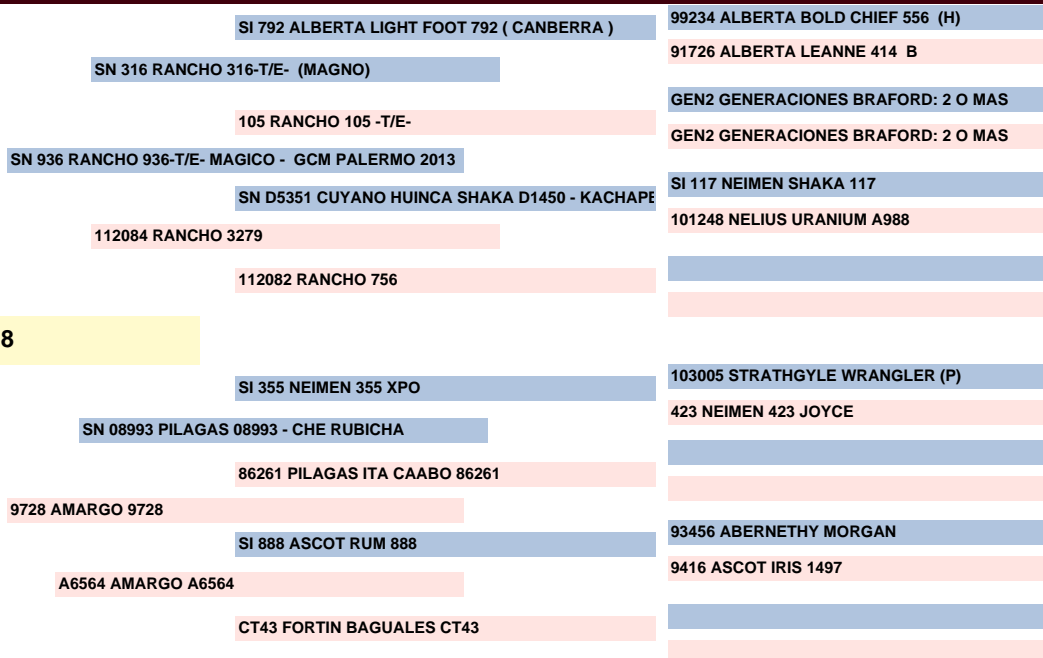 99234 ALBERTA BOLD CHIEF 556 (H)
SI 792 ALBERTA LIGHT FOOT 792 ( CANBERRA )
91726 ALBERTA LEANNE 414 B
SN 316 RANCHO 316-T/E- (MAGNO)
GEN2 GENERACIONES BRAFORD: 2 O MAS
105 RANCHO 105 -T/E-
GEN2 GENERACIONES BRAFORD: 2 O MAS
SN 936 RANCHO 936-T/E- MAGICO - GCM PALERMO 2013
SI 117 NEIMEN SHAKA 117
SN D5351 CUYANO HUINCA SHAKA D1450 - KACHAPE
101248 NELIUS URANIUM A988
112084 RANCHO 3279
112082 RANCHO 756
8
103005 STRATHGYLE WRANGLER (P)
SI 355 NEIMEN 355 XPO
423 NEIMEN 423 JOYCE
SN 08993 PILAGAS 08993 - CHE RUBICHA
86261 PILAGAS ITA CAABO 86261
9728 AMARGO 9728
93456 ABERNETHY MORGAN
SI 888 ASCOT RUM 888
9416 ASCOT IRIS 1497
A6564 AMARGO A6564
CT43 FORTIN BAGUALES CT43